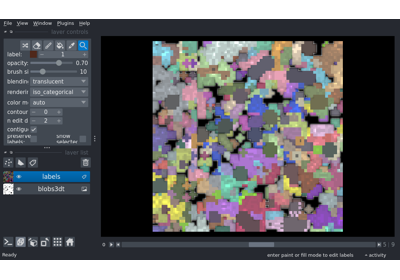 File View Window Plugins Help
layer controls
label: 1
opacity: 0.70
brush si 10
blendin translucent
renderin iso_categorical
color m auto
contour 0
n edit d 2
contigu
preserve labels: show selected
layer list
labels
blobs3dt
Ready
enter paint or fill mode to edit labels
activity